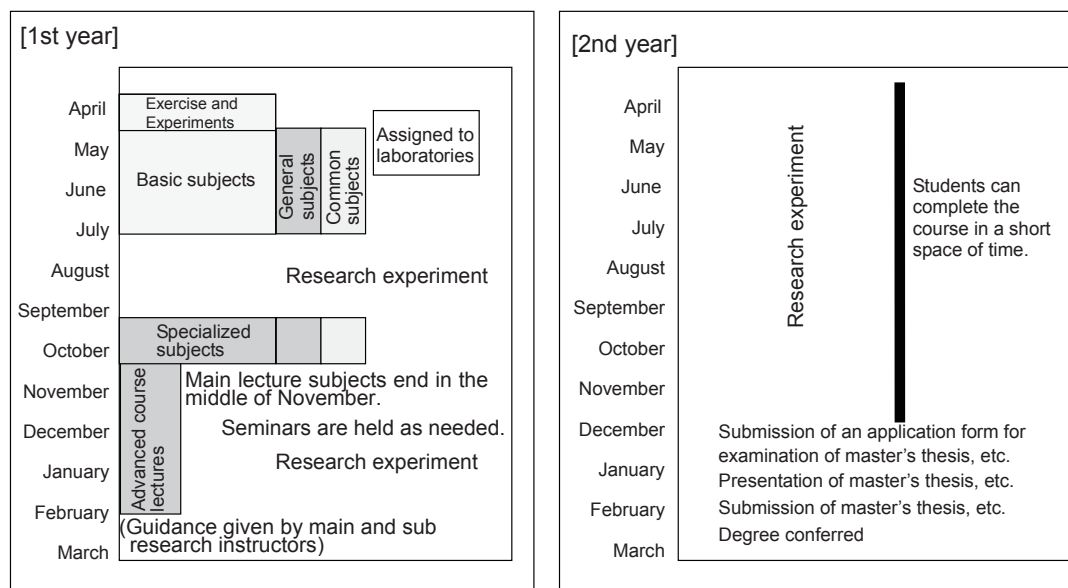 [1st year]
April
May
June
July
August
September
October
November
December
January
February
March
Exercise and
Experiments
Basic subjects
General
subjects
Common
subjects
Assigned to
laboratories
Research experiment
Specialized
subjects
Advanced course
lectures
Main lecture subjects end in the
middle of November.
Seminars are held as needed.
Research experiment
(Guidance given by main and sub
research instructors)
[2nd year]
April
May
June
July
August
September
October
November
December
January
February
March
Research experiment
Students can
complete the
course in a short
space of time.
Submission of an application form for
examination of master's thesis, etc.
Presentation of master's thesis, etc.
Submission of master's thesis, etc.
Degree conferred